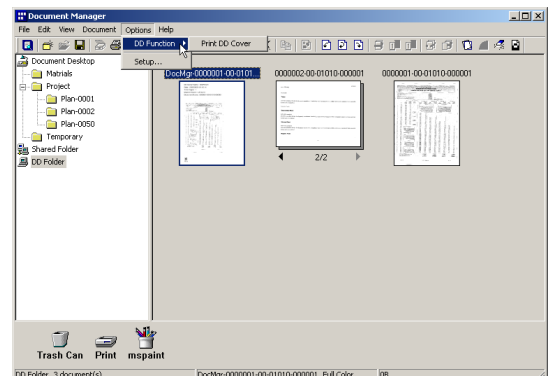 Document Manager
File Edit View Document Options Help
DD Function Print DD Cover
Setup...
Document Desktop
Matrials
Project
Plan-0001
Plan-0002
Plan-0050
Temporary
Shared Folder
DD Folder
DocMgr-0000001-00-0101...
0000002-00-01010-000001
0000001-00-01010-000001
2/2
Trash Can Print mspaint
DD Folder, 3 document(s) DocMgr-0000001-00-01010-000001, Full Color 0B